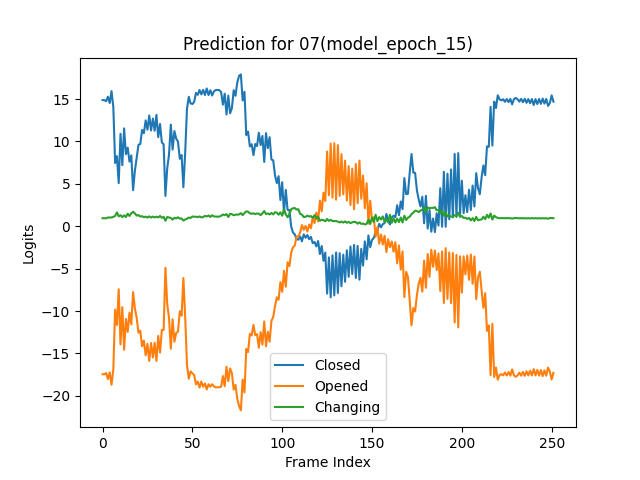 Prediction for 07(model_epoch_15)
Logits
15
10
5
0
−5
−10
−15
−20
Closed
Opened
Changing
0 50 100 150 200 250
Frame Index